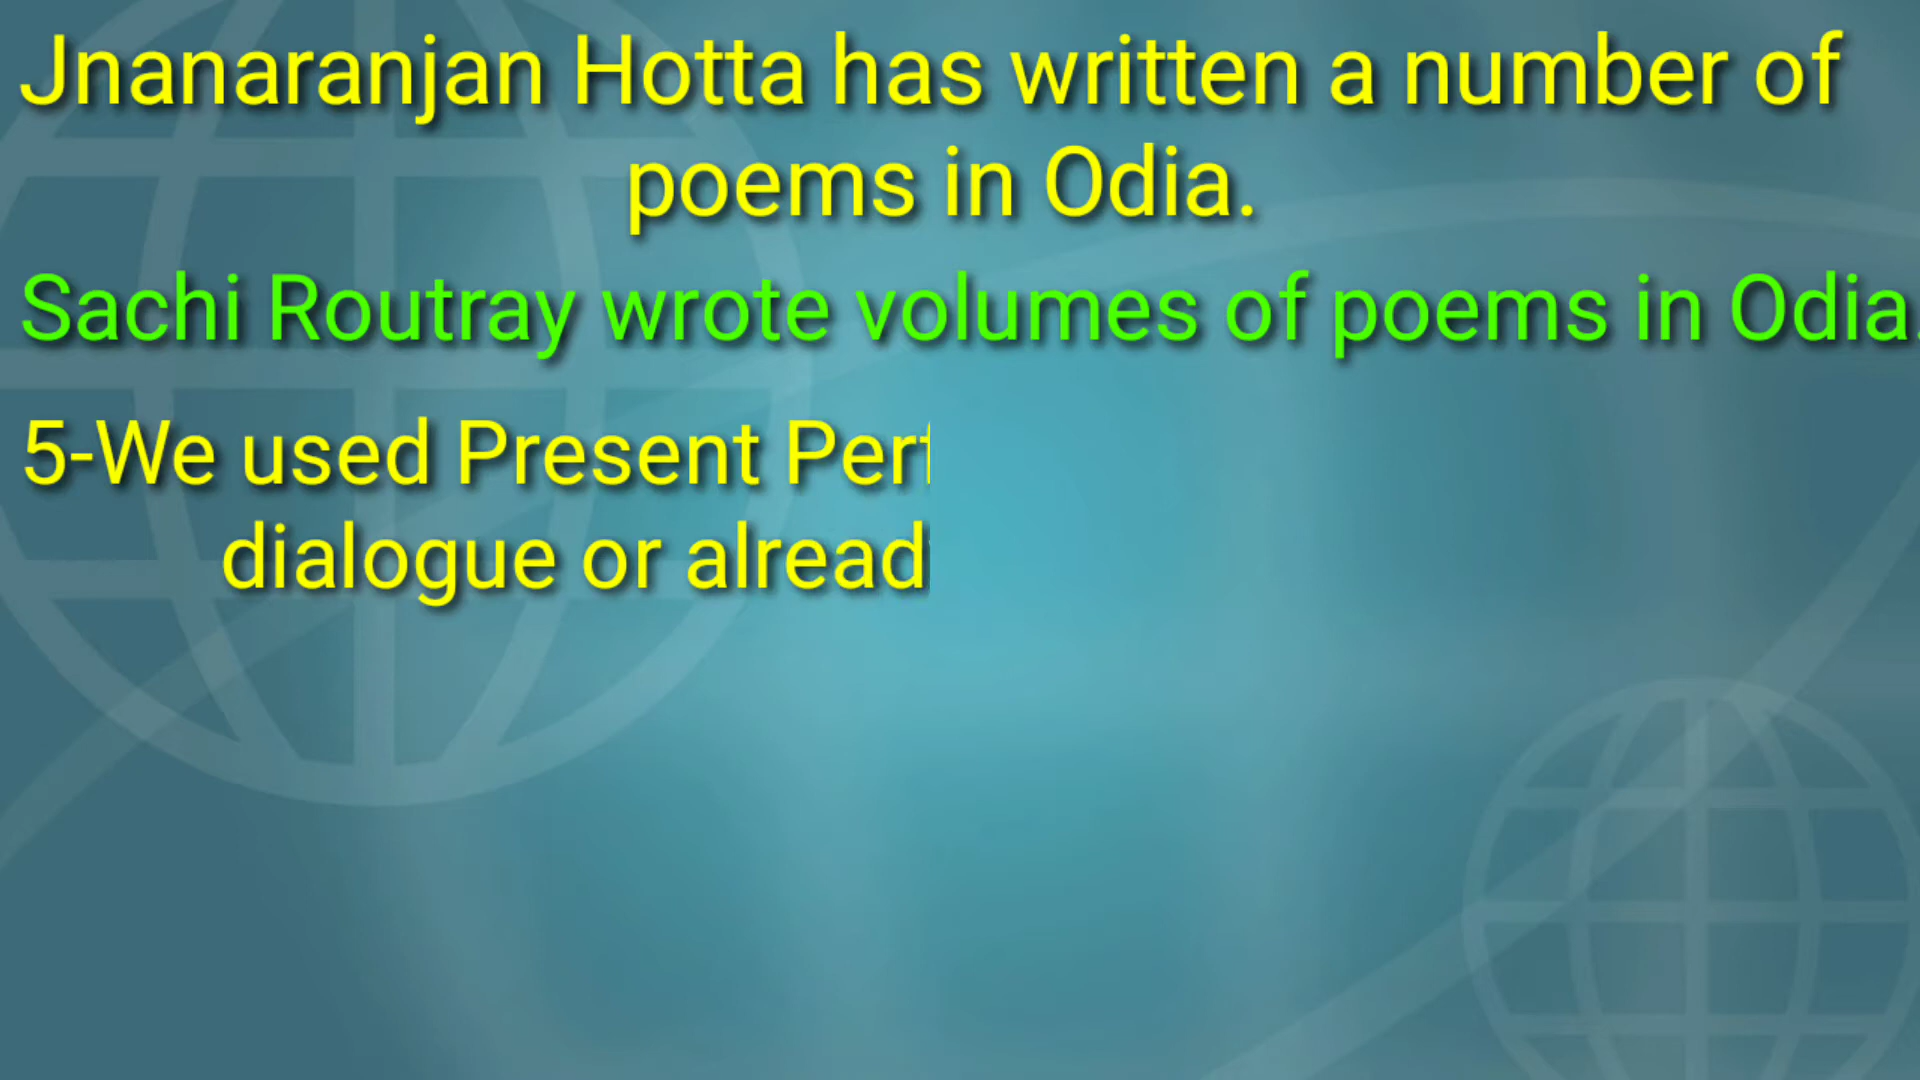 Jnanaranjan Hotta has written a number of
poems in Odia.
Sachi Routray wrote volumes of poems in Odia.
5-We used Present
dialogue or